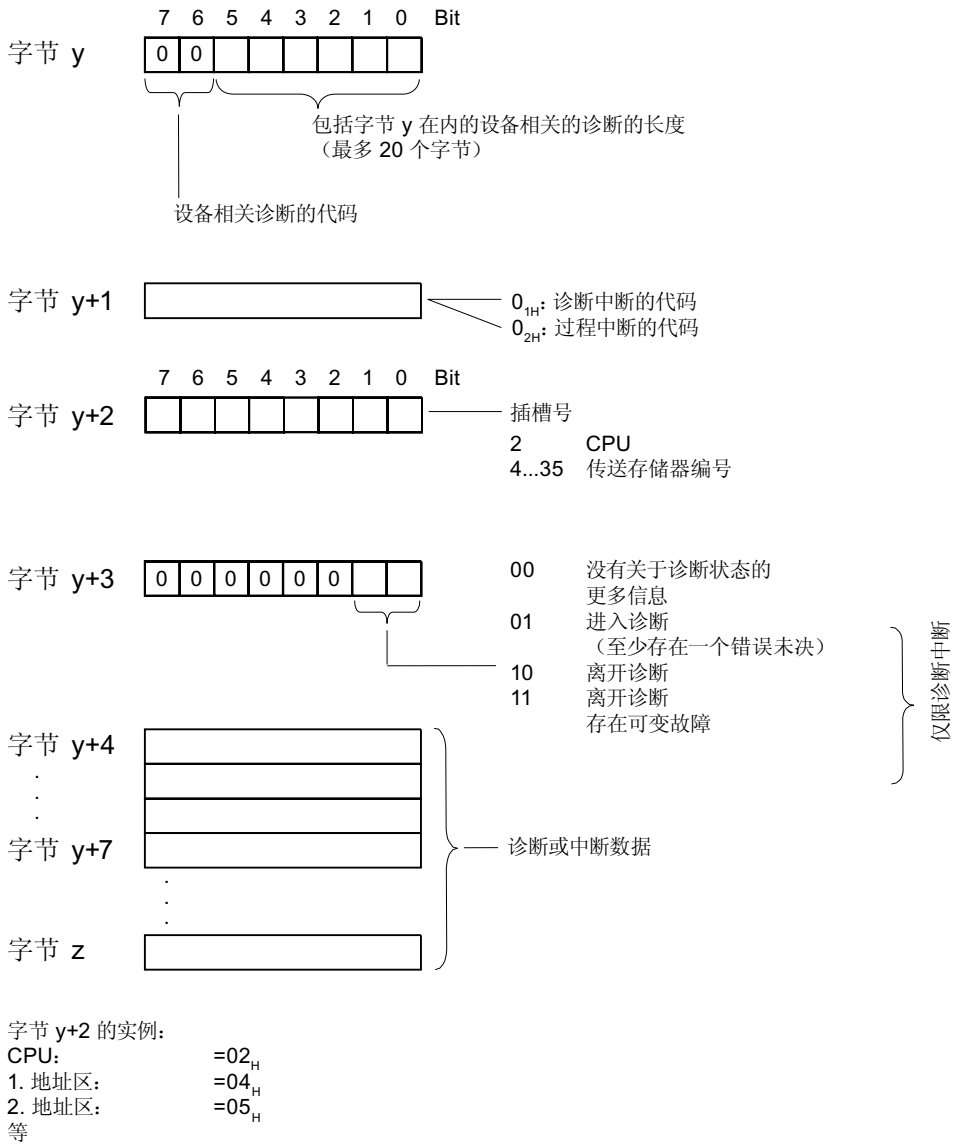 7 6 5 4 3 2 1 0 Bit
字节 y
0 0
包括字节 y 在内的设备相关的诊断的长度
（最多 20 个字节）
设备相关诊断的代码
字节 y+1
01H: 诊断中断的代码
02H: 过程中断的代码
7 6 5 4 3 2 1 0 Bit
字节 y+2
插槽号
2 CPU
4...35 传送存储器编号
字节 y+3
0 0 0 0 0 0
00 没有关于诊断状态的
更多信息
01 进入诊断
（至少存在一个错误未决）
10 离开诊断
11 离开诊断
存在可变故障
仅限诊断中断
字节 y+4
.
.
.
字节 y+7
诊断或中断数据
.
.
.
字节 z
字节 y+2 的实例：
CPU： =02H
1. 地址区： =04H
2. 地址区： =05H
等